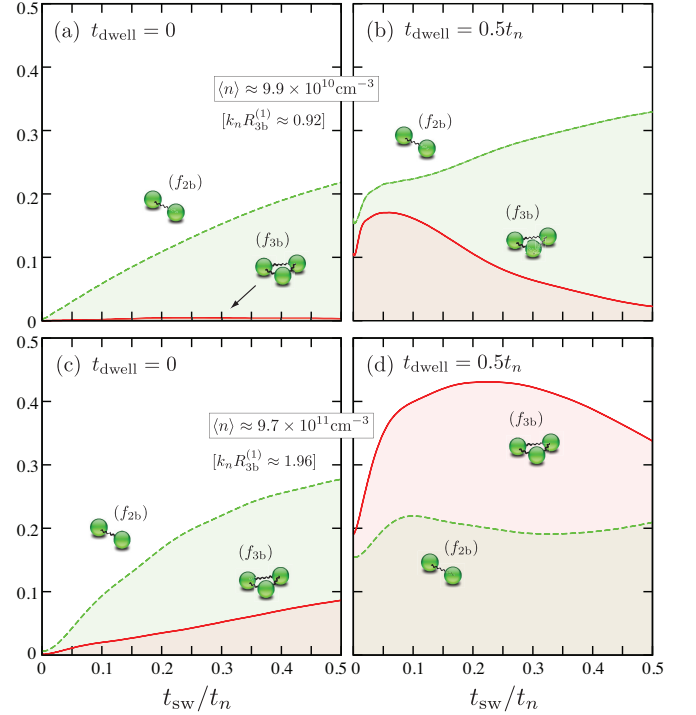 (a) t_dwell = 0
(b) t_dwell = 0.5t_n
⟨n⟩ ≈ 9.9 × 10^10 cm^−3
[k_n R_3b^(1) ≈ 0.92]
(f_2b)
(f_3b)
(f_2b)
(f_3b)
0.5
0.4
0.3
0.2
0.1
0
(c) t_dwell = 0
(d) t_dwell = 0.5t_n
⟨n⟩ ≈ 9.7 × 10^11 cm^−3
[k_n R_3b^(1) ≈ 1.96]
(f_2b)
(f_3b)
(f_3b)
(f_2b)
0.5
0.4
0.3
0.2
0.1
0
0 0.1 0.2 0.3 0.4 0.5
0 0.1 0.2 0.3 0.4 0.5
t_sw/t_n
t_sw/t_n